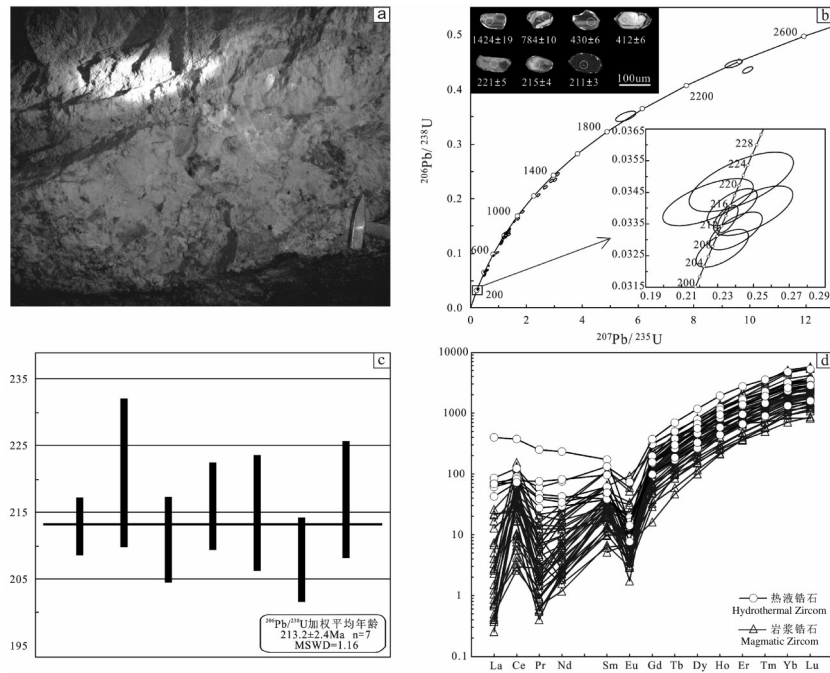 a
b
1424±19 784±10 430±6 412±6
221±5 215±4 211±3 100um
²⁰⁶Pb/²³⁸U
0.5
0.4
0.3
0.2
0.1
0.0
2600
2200
1800
1400
1000
600
200
0.0365
0.0355
0.0345
0.0335
0.0325
0.0315
228
224
220
216
208
204
200
0.19 0.21 0.23 0.25 0.27 0.29
0 2 4 6 8 10 12
²⁰⁷Pb/²³⁵U
c
235
225
215
205
195
²⁰⁶Pb/²³⁸U加权平均年龄
213.2±2.4Ma n=7
MSWD=1.16
d
10000
1000
100
10
1
0.1
热液锆石
Hydrothermal Zircom
岩浆锆石
Magmatic Zircom
La Ce Pr Nd Sm Eu Gd Tb Dy Ho Er Tm Yb Lu